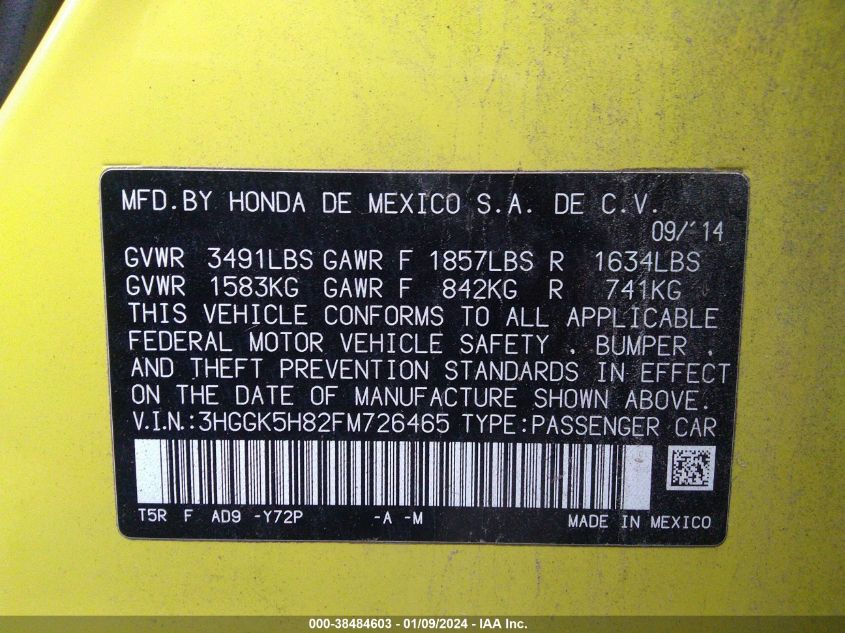 MFD.BY HONDA DE MEXICO S.A. DE C.V.
09/'14
GVWR 3491LBS GAWR F 1857LBS R 1634LBS
GVWR 1583KG GAWR F 842KG R 741KG
THIS VEHICLE CONFORMS TO ALL APPLICABLE
FEDERAL MOTOR VEHICLE SAFETY , BUMPER ,
AND THEFT PREVENTION STANDARDS IN EFFECT
ON THE DATE OF MANUFACTURE SHOWN ABOVE.
V.I.N.:3HGGK5H82FM726465 TYPE:PASSENGER CAR
T5R F AD9 -Y72P -A -M MADE IN MEXICO
000-38484603 - 01/09/2024 - IAA Inc.